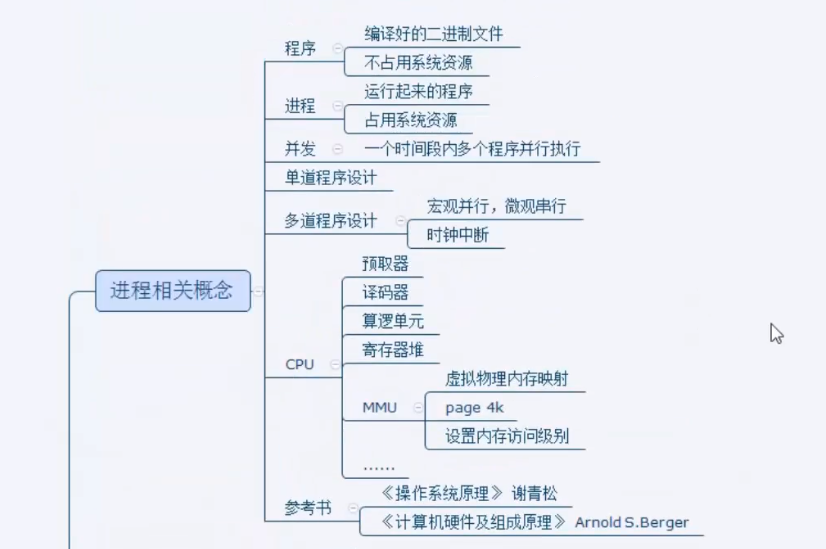 编译好的二进制文件
程序
不占用系统资源
运行起来的程序
进程
占用系统资源
并发 一个时间段内多个程序并行执行
单道程序设计
宏观并行，微观串行
多道程序设计
时钟中断
预取器
进程相关概念
译码器
算逻单元
寄存器堆
CPU
虚拟物理内存映射
MMU page 4k
设置内存访问级别
......
《操作系统原理》 谢青松
参考书
《计算机硬件及组成原理》 Arnold S.Berger